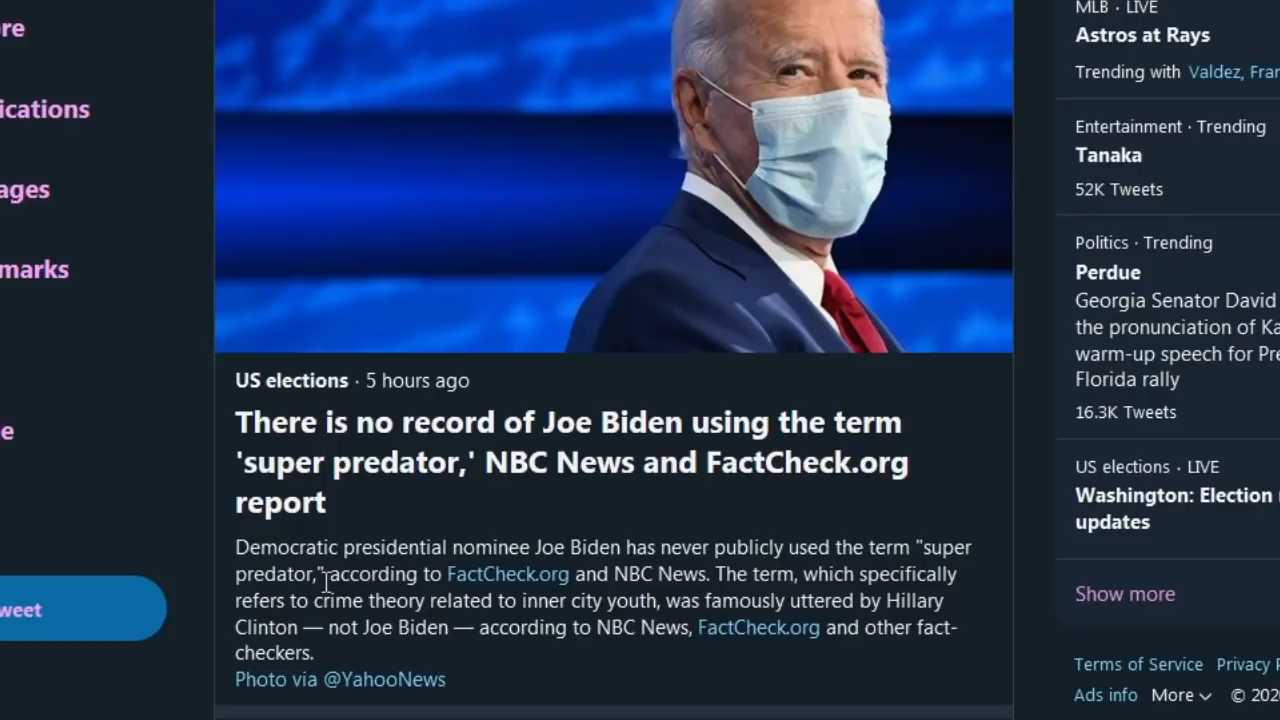 re
ications
ages
marks
e
weet
US elections · 5 hours ago
There is no record of Joe Biden using the term
'super predator,' NBC News and FactCheck.org
report
Democratic presidential nominee Joe Biden has never publicly used the term "super
predator," according to FactCheck.org and NBC News. The term, which specifically
refers to crime theory related to inner city youth, was famously uttered by Hillary
Clinton — not Joe Biden — according to NBC News, FactCheck.org and other fact-
checkers.
Photo via @YahooNews
MLB · LIVE
Astros at Rays
Trending with Valdez, Fran
Entertainment · Trending
Tanaka
52K Tweets
Politics · Trending
Perdue
Georgia Senator David
the pronunciation of Ka
warm-up speech for Pre
Florida rally
16.3K Tweets
US elections · LIVE
Washington: Election
updates
Show more
Terms of Service Privacy
Ads info More © 202